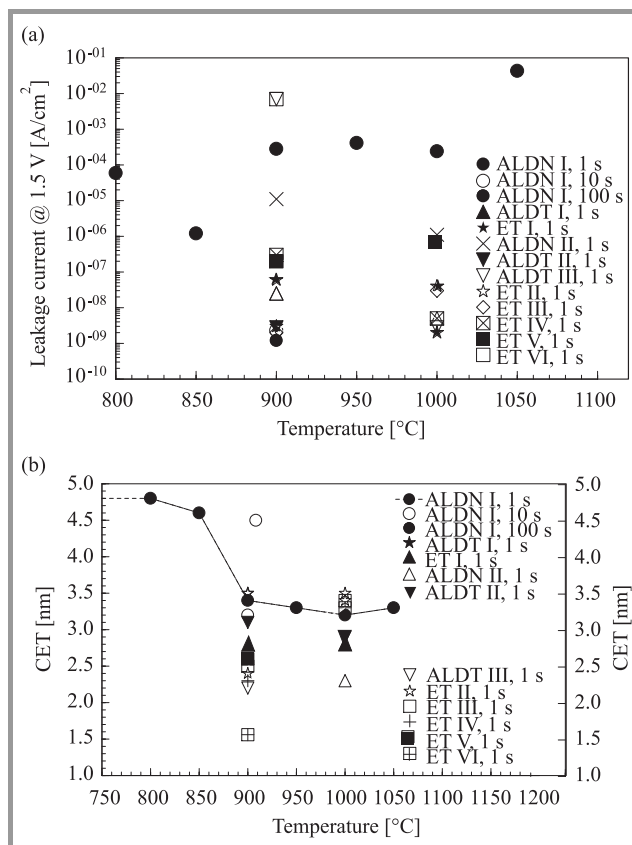 (a)
Leakage current @ 1.5 V [A/cm²]
10⁻⁰¹
10⁻⁰²
10⁻⁰³
10⁻⁰⁴
10⁻⁰⁵
10⁻⁰⁶
10⁻⁰⁷
10⁻⁰⁸
10⁻⁰⁹
10⁻¹⁰
ALDN I, 1 s
ALDN I, 10 s
ALDN I, 100 s
ALDT I, 1 s
ET I, 1 s
ALDN II, 1 s
ALDT II, 1 s
ALDT III, 1 s
ET II, 1 s
ET III, 1 s
ET IV, 1 s
ET V, 1 s
ET VI, 1 s
800 850 900 950 1000 1050 1100
Temperature [°C]
(b)
CET [nm]
5.0
4.5
4.0
3.5
3.0
2.5
2.0
1.5
1.0
ALDN I, 1 s
ALDN I, 10 s
ALDN I, 100 s
ALDT I, 1 s
ET I, 1 s
ALDN II, 1 s
ALDT II, 1 s
ALDT III, 1 s
ET II, 1 s
ET III, 1 s
ET IV, 1 s
ET V, 1 s
ET VI, 1 s
5.0
4.5
4.0
3.5
3.0
2.5
2.0
1.5
1.0
CET [nm]
750 800 850 900 950 1000 1050 1100 1150 1200
Temperature [°C]